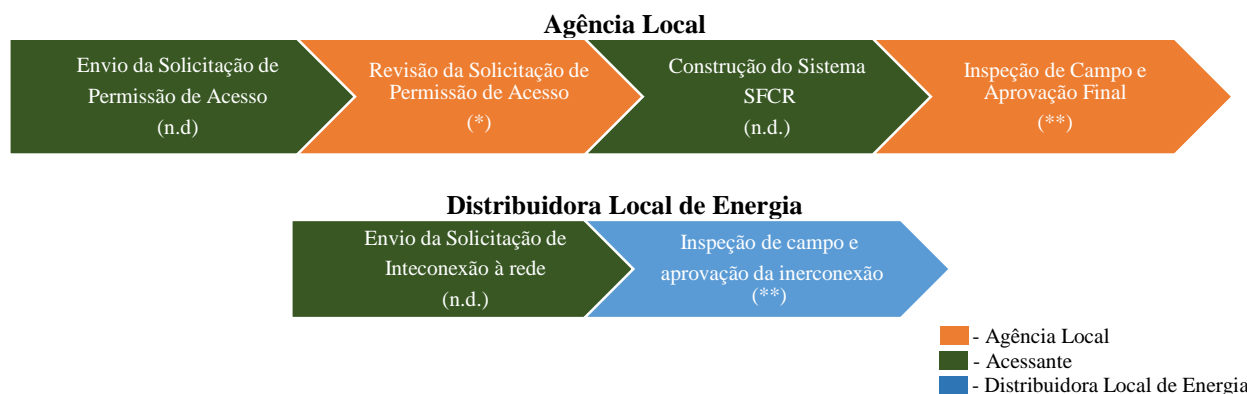 Agência Local
Envio da Solicitação de
Permissão de Acesso
(n.d)
Revisão da Solicitação de
Permissão de Acesso
(*)
Construção do Sistema
SFCR
(n.d.)
Inspeção de Campo e
Aprovação Final
(**)
Distribuidora Local de Energia
Envio da Solicitação de
Inteconexão à rede
(n.d.)
Inspeção de campo e
aprovação da inerconexão
(**)
- Agência Local
- Acessante
- Distribuidora Local de Energia